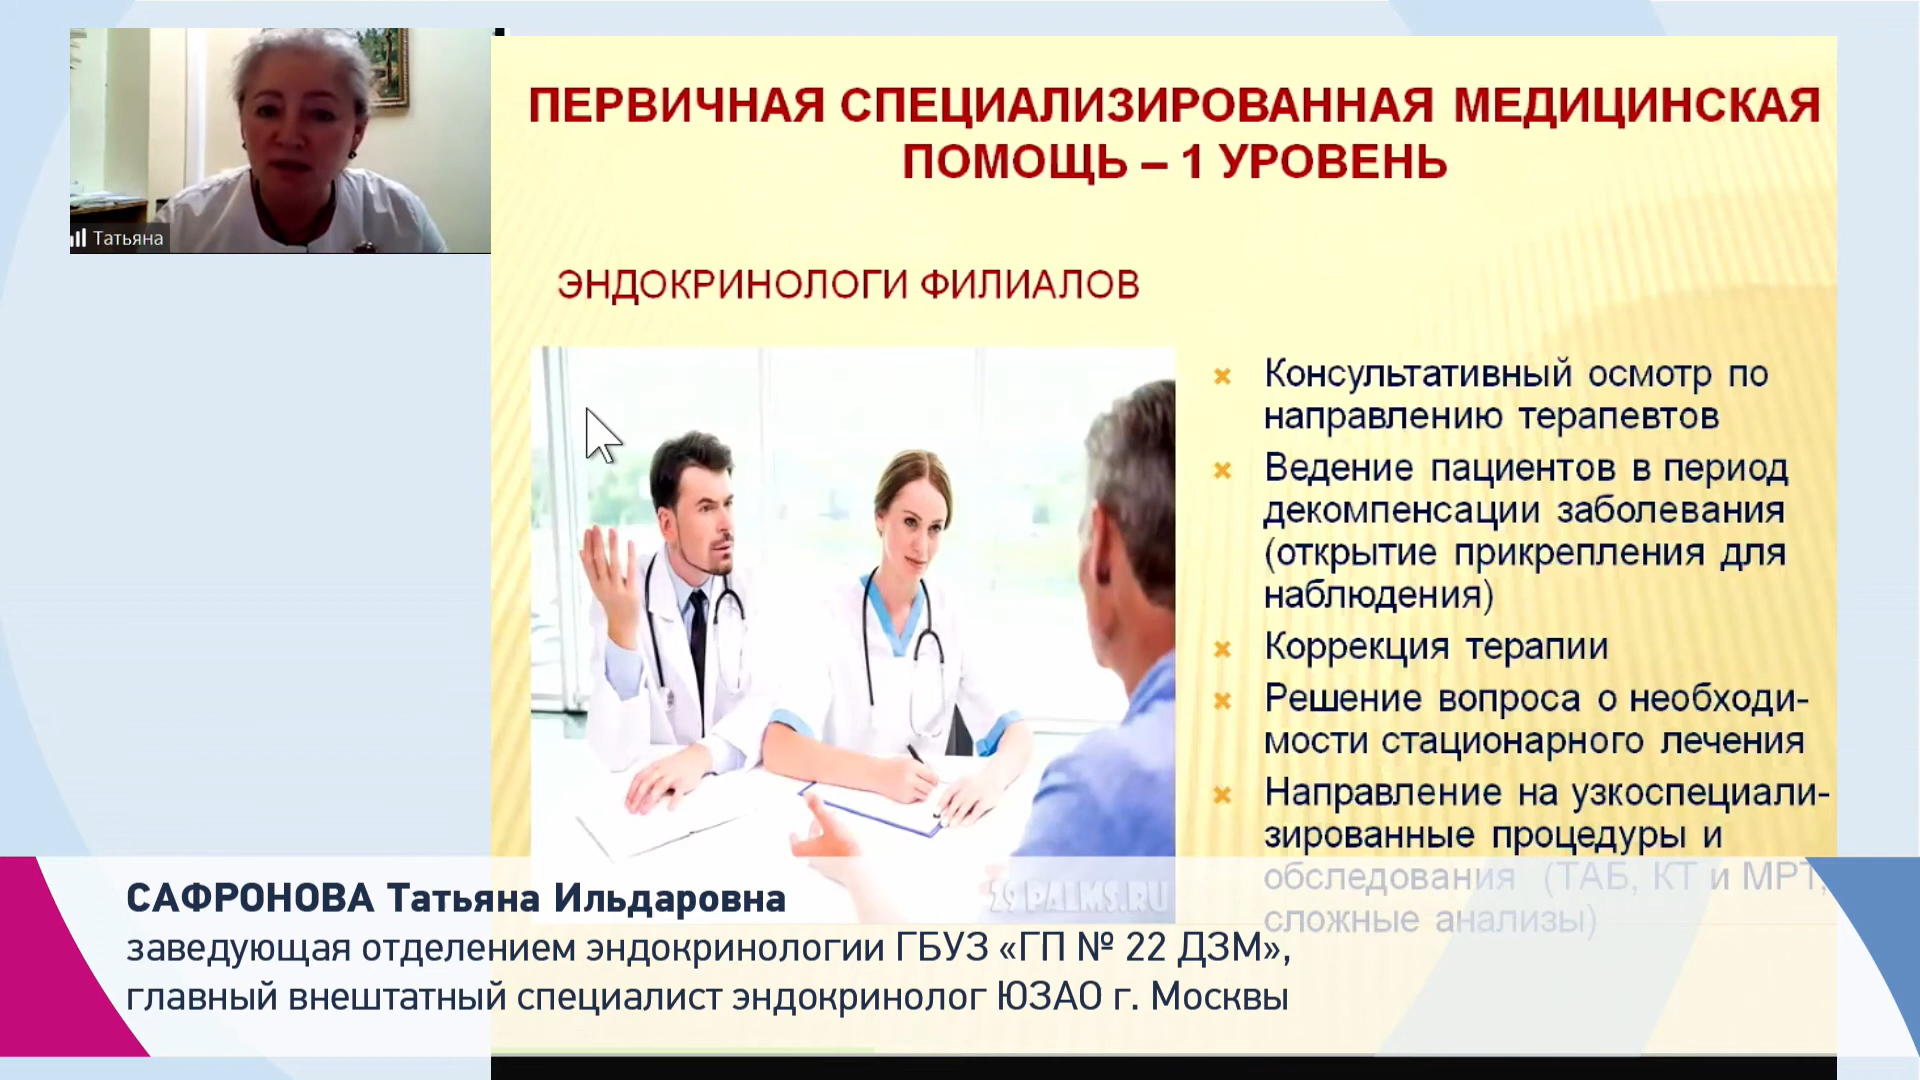 Татьяна
ПЕРВИЧНАЯ СПЕЦИАЛИЗИРОВАННАЯ МЕДИЦИНСКАЯ
ПОМОЩЬ – 1 УРОВЕНЬ
ЭНДОКРИНОЛОГИ ФИЛИАЛОВ
Консультативный осмотр по
направлению терапевтов
Ведение пациентов в период
декомпенсации заболевания
(открытие прикрепления для
наблюдения)
Коррекция терапии
Решение вопроса о необходи-
мости стационарного лечения
Направление на узкоспециали-
зированные процедуры и
обследования (ТАБ, КТ и МРТ,
сложные анализы)
29PALMS.RU
САФРОНОВА Татьяна Ильдаровна
заведующая отделением эндокринологии ГБУЗ «ГП № 22 ДЗМ»,
главный внештатный специалист эндокринолог ЮЗАО г. Москвы